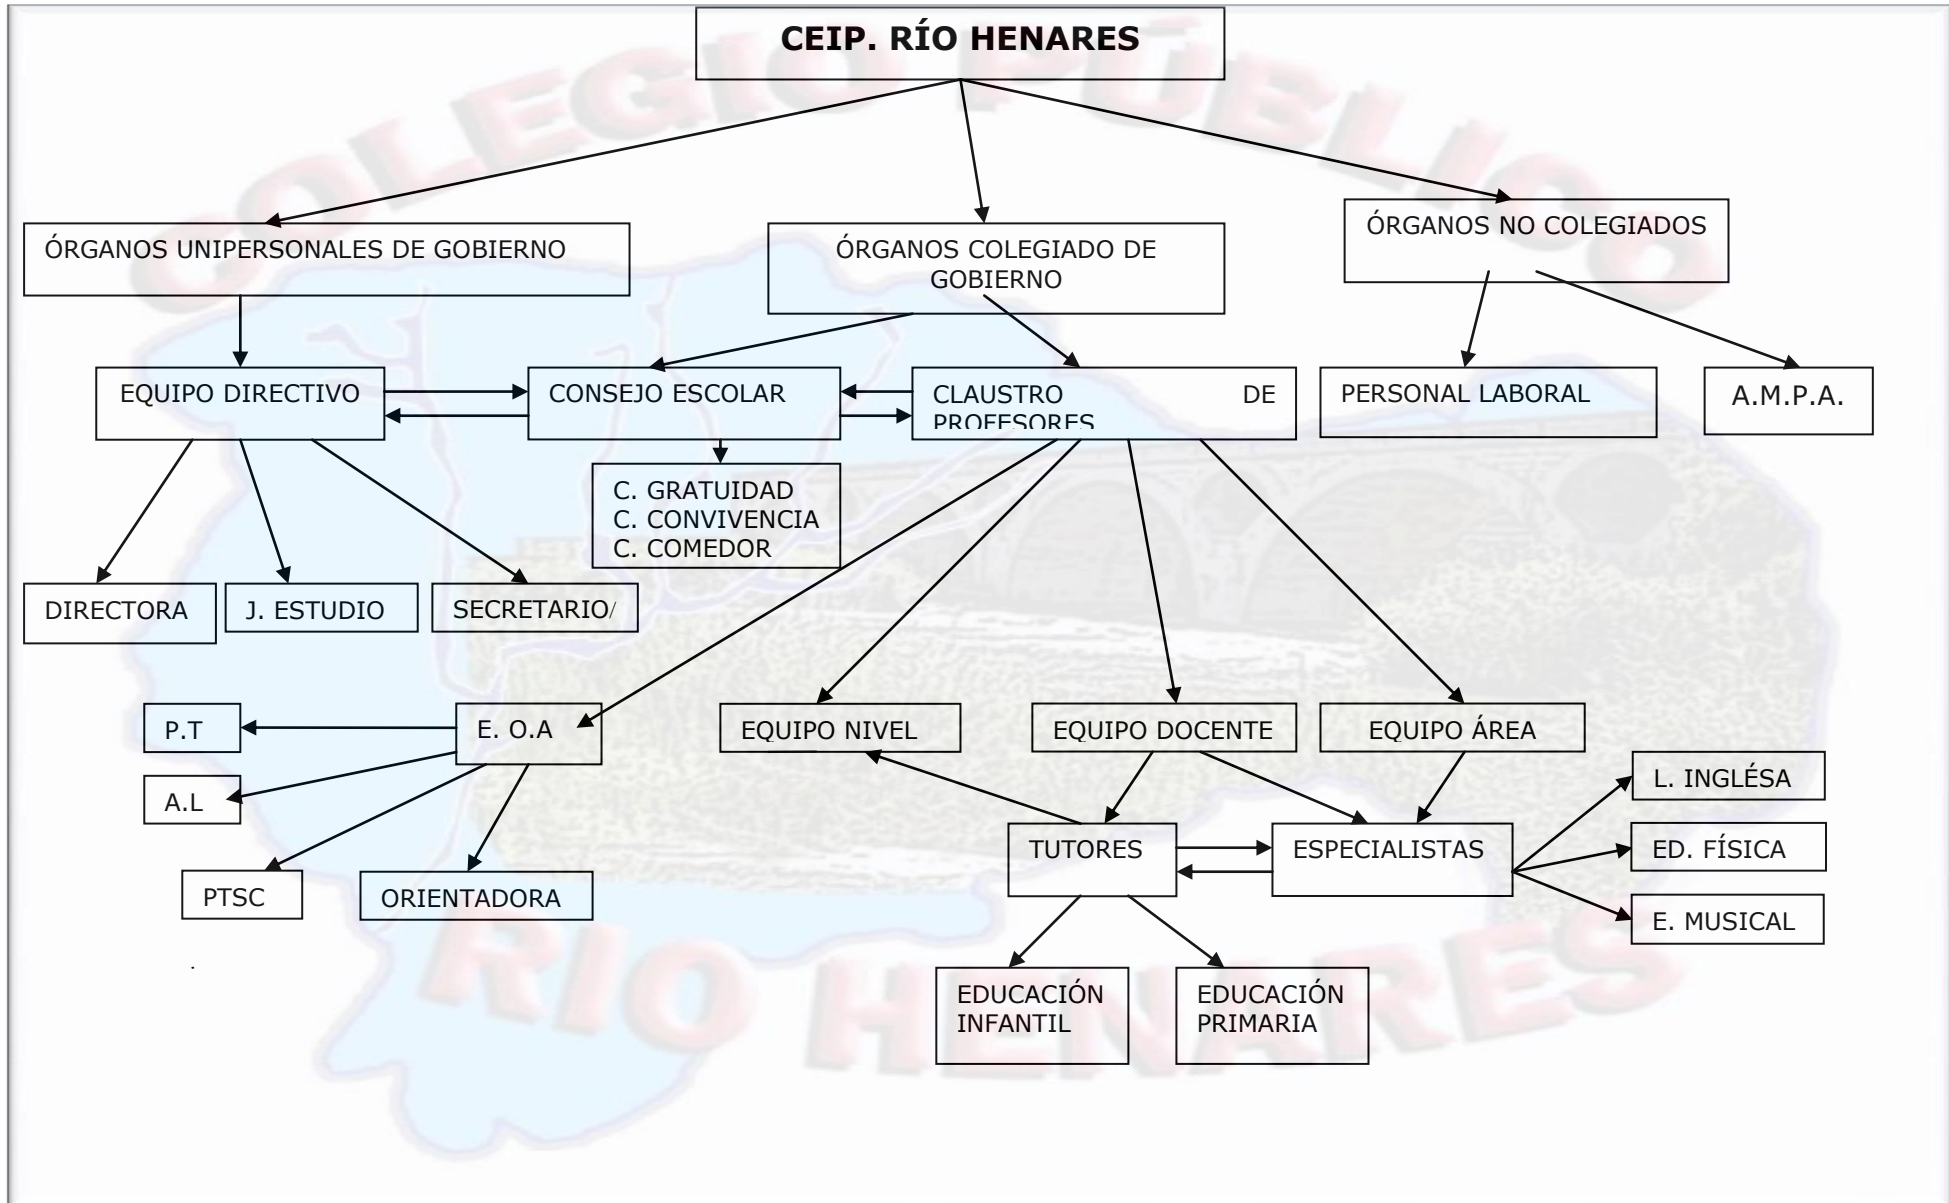 CEIP. RÍO HENARES
ÓRGANOS UNIPERSONALES DE GOBIERNO
ÓRGANOS COLEGIADO DE
GOBIERNO
ÓRGANOS NO COLEGIADOS
EQUIPO DIRECTIVO
CONSEJO ESCOLAR
CLAUSTRO DE
PROFESORES
PERSONAL LABORAL
A.M.P.A.
C. GRATUIDAD
C. CONVIVENCIA
C. COMEDOR
DIRECTORA
J. ESTUDIO
SECRETARIO/
P.T
E. O.A
EQUIPO NIVEL
EQUIPO DOCENTE
EQUIPO ÁREA
A.L
L. INGLÉSA
TUTORES
ESPECIALISTAS
ED. FÍSICA
PTSC
ORIENTADORA
E. MUSICAL
EDUCACIÓN
INFANTIL
EDUCACIÓN
PRIMARIA
COLEGIO PÚBLICO
RIO HENARES